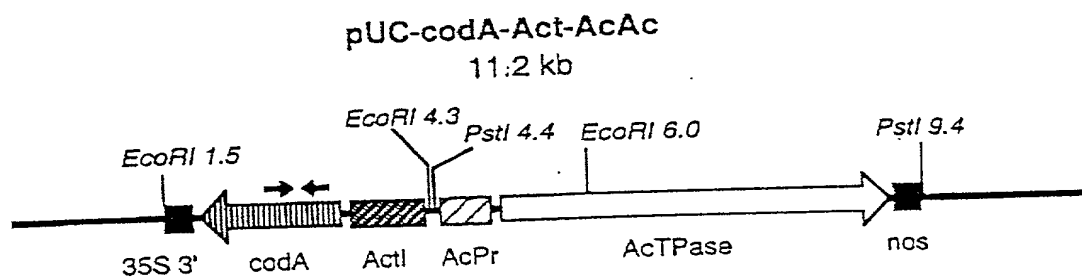 pUC-codA-Act-AcAc
11:2 kb
EcoRI 4.3
PstI 4.4
EcoRI 6.0
PstI 9.4
EcoRI 1.5
35S 3'
codA
ActI
AcPr
AcTPase
nos